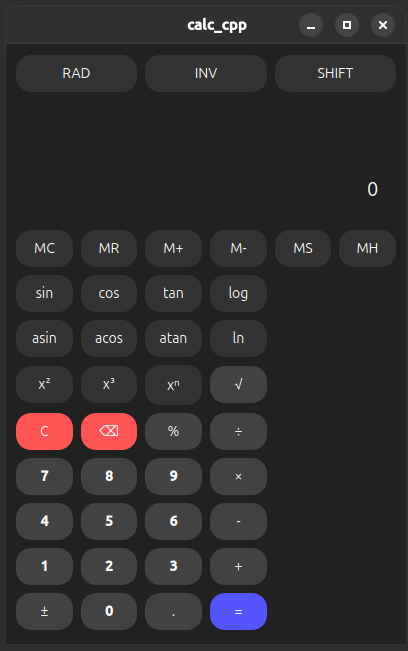 calc_cpp
RAD INV SHIFT
0
MC MR M+ M- MS MH
sin cos tan log
asin acos atan ln
x² x³ xⁿ √
C ⌫ % ÷
7 8 9 ×
4 5 6 -
1 2 3 +
± 0 . =